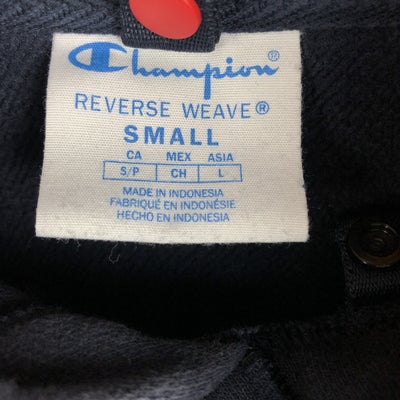 Champion
REVERSE WEAVE®
SMALL
CA MEX ASIA
S/P CH L
MADE IN INDONESIA
FABRIQUÉ EN INDONÉSIE
HECHO EN INDONESIA